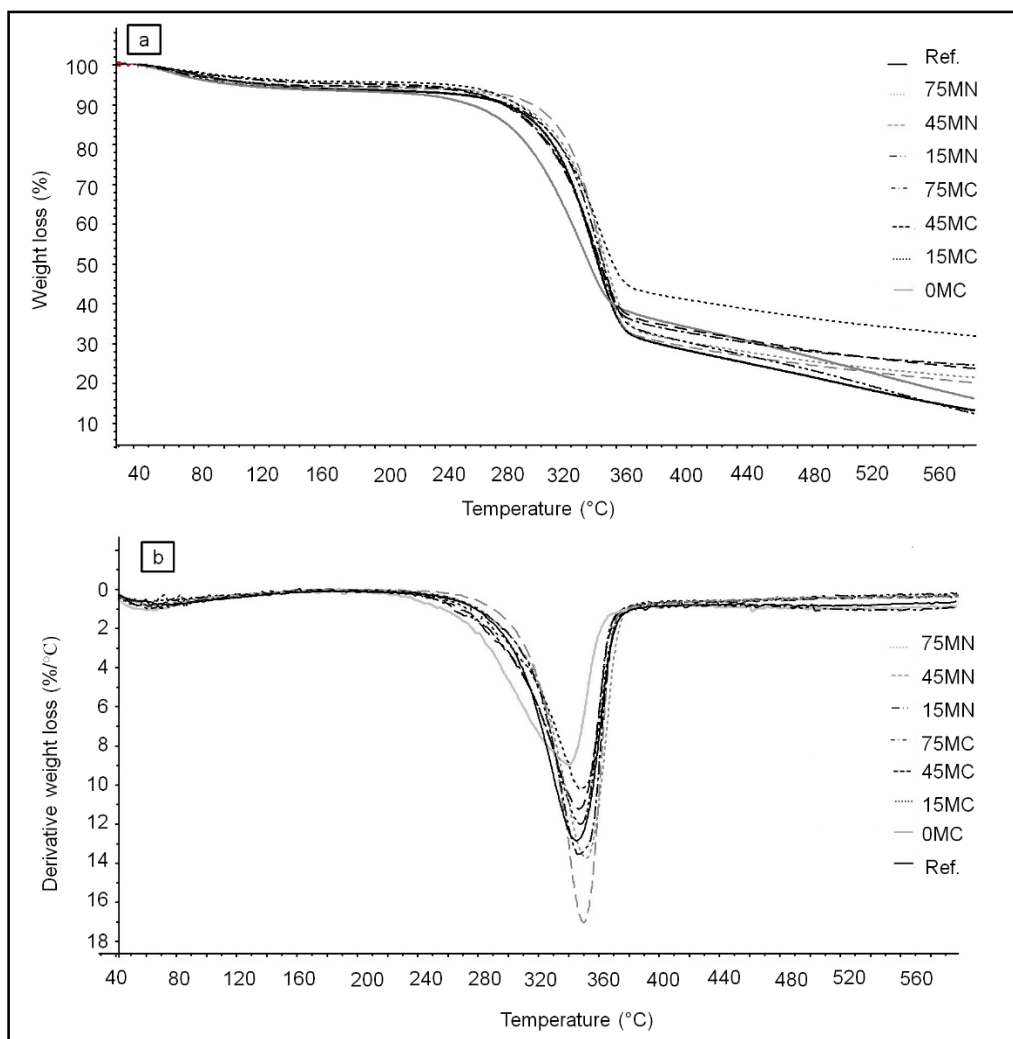 a
Weight loss (%)
100
90
80
70
60
50
40
30
20
10
40 80 120 160 200 240 280 320 360 400 440 480 520 560
Temperature (°C)
Ref.
75MN
45MN
15MN
75MC
45MC
15MC
0MC
b
Derivative weight loss (%/°C)
0
2
4
6
8
10
12
14
16
18
40 80 120 160 200 240 280 320 360 400 440 480 520 560
Temperature (°C)
75MN
45MN
15MN
75MC
45MC
15MC
0MC
Ref.